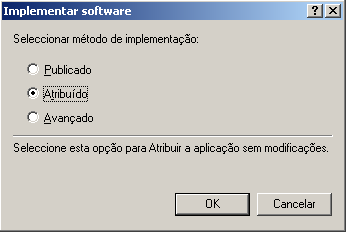 Implementar software
Seleccionar método de implementação:
Publicado
Atribuído
Avançado
Seleccione esta opção para Atribuir a aplicação sem modificações.
OK Cancelar